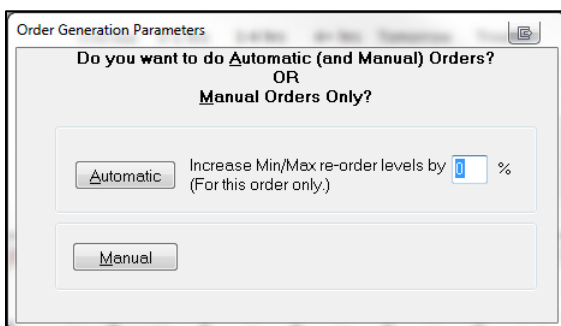 Order Generation Parameters
Do you want to do Automatic (and Manual) Orders?
OR
Manual Orders Only?
Automatic
Increase Min/Max re-order levels by 0 %
(For this order only.)
Manual